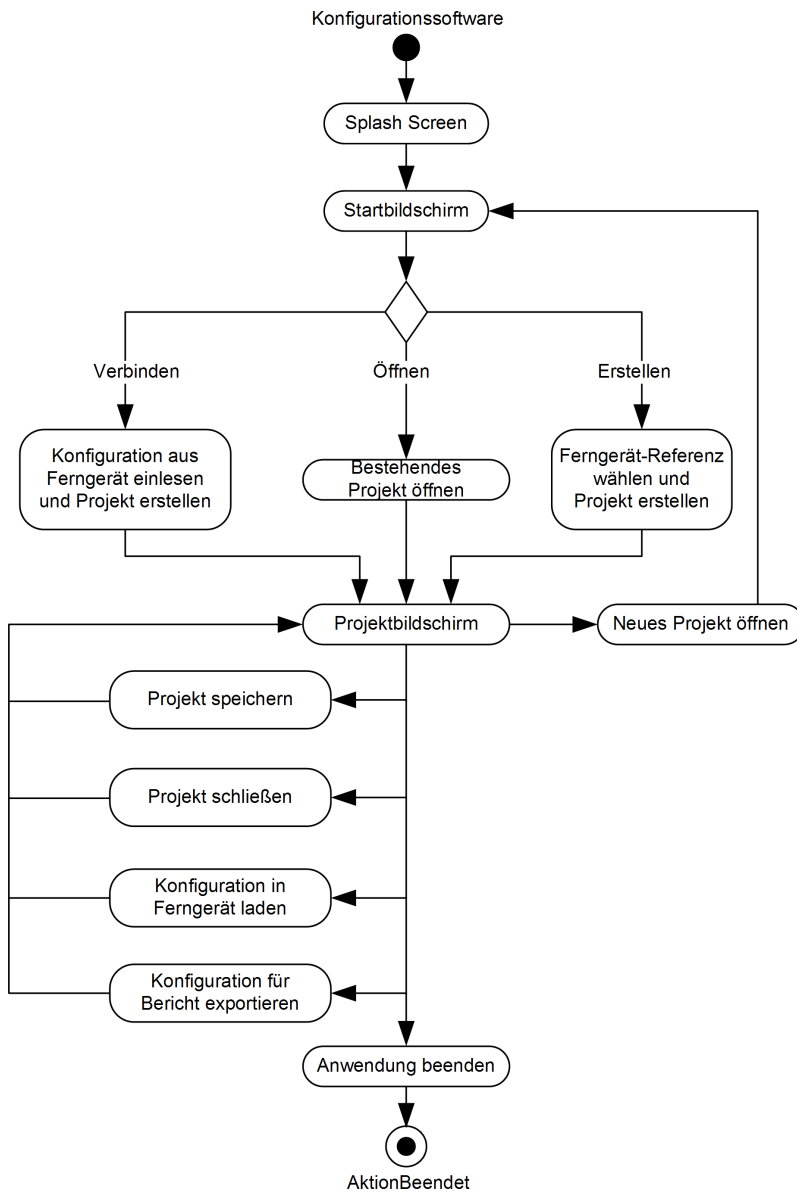 Konfigurationssoftware
Splash Screen
Startbildschirm
Verbinden
Öffnen
Erstellen
Konfiguration aus
Ferngerät einlesen
und Projekt erstellen
Bestehendes
Projekt öffnen
Ferngerät-Referenz
wählen und
Projekt erstellen
Projektbildschirm
Neues Projekt öffnen
Projekt speichern
Projekt schließen
Konfiguration in
Ferngerät laden
Konfiguration für
Bericht exportieren
Anwendung beenden
AktionBeendet